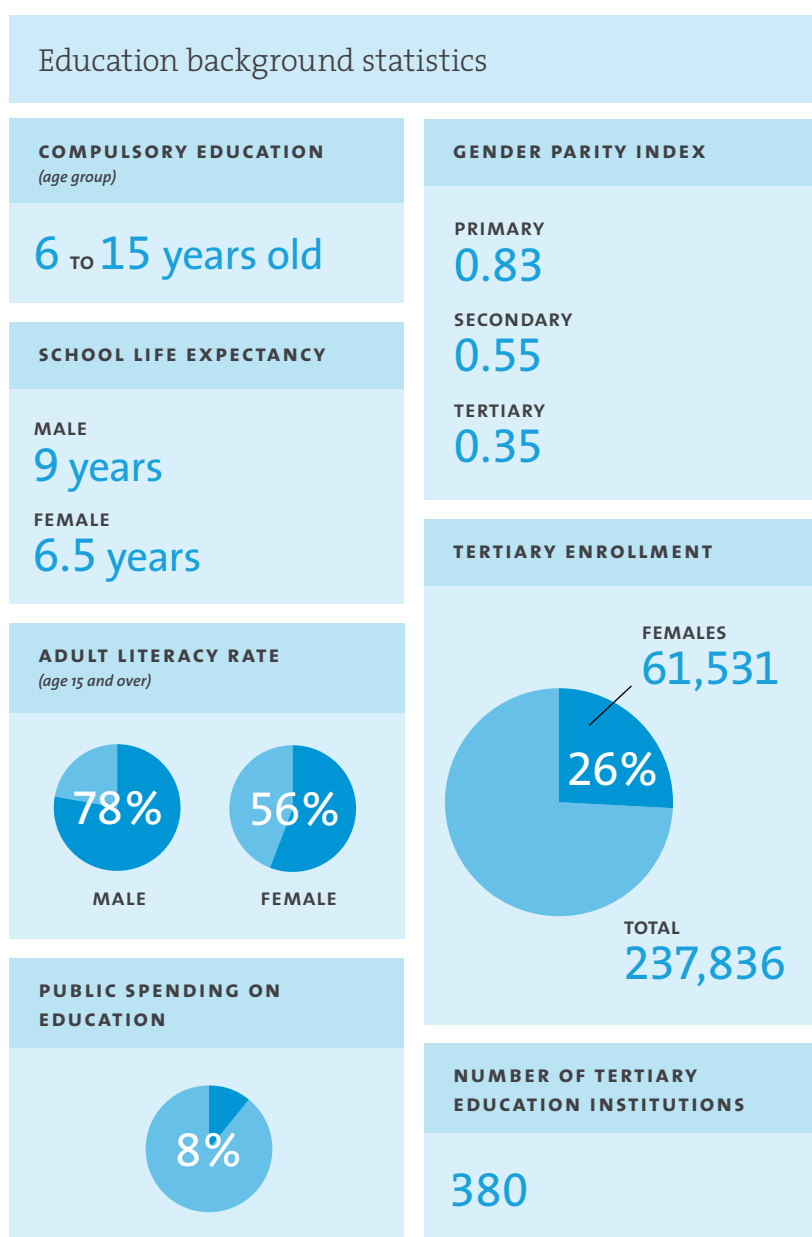 Education background statistics
COMPULSORY EDUCATION
(age group)
6 TO 15 years old
SCHOOL LIFE EXPECTANCY
MALE
9 years
FEMALE
6.5 years
ADULT LITERACY RATE
(age 15 and over)
78%
56%
MALE
FEMALE
PUBLIC SPENDING ON
EDUCATION
8%
GENDER PARITY INDEX
PRIMARY
0.83
SECONDARY
0.55
TERTIARY
0.35
TERTIARY ENROLLMENT
FEMALES
61,531
26%
TOTAL
237,836
NUMBER OF TERTIARY
EDUCATION INSTITUTIONS
380